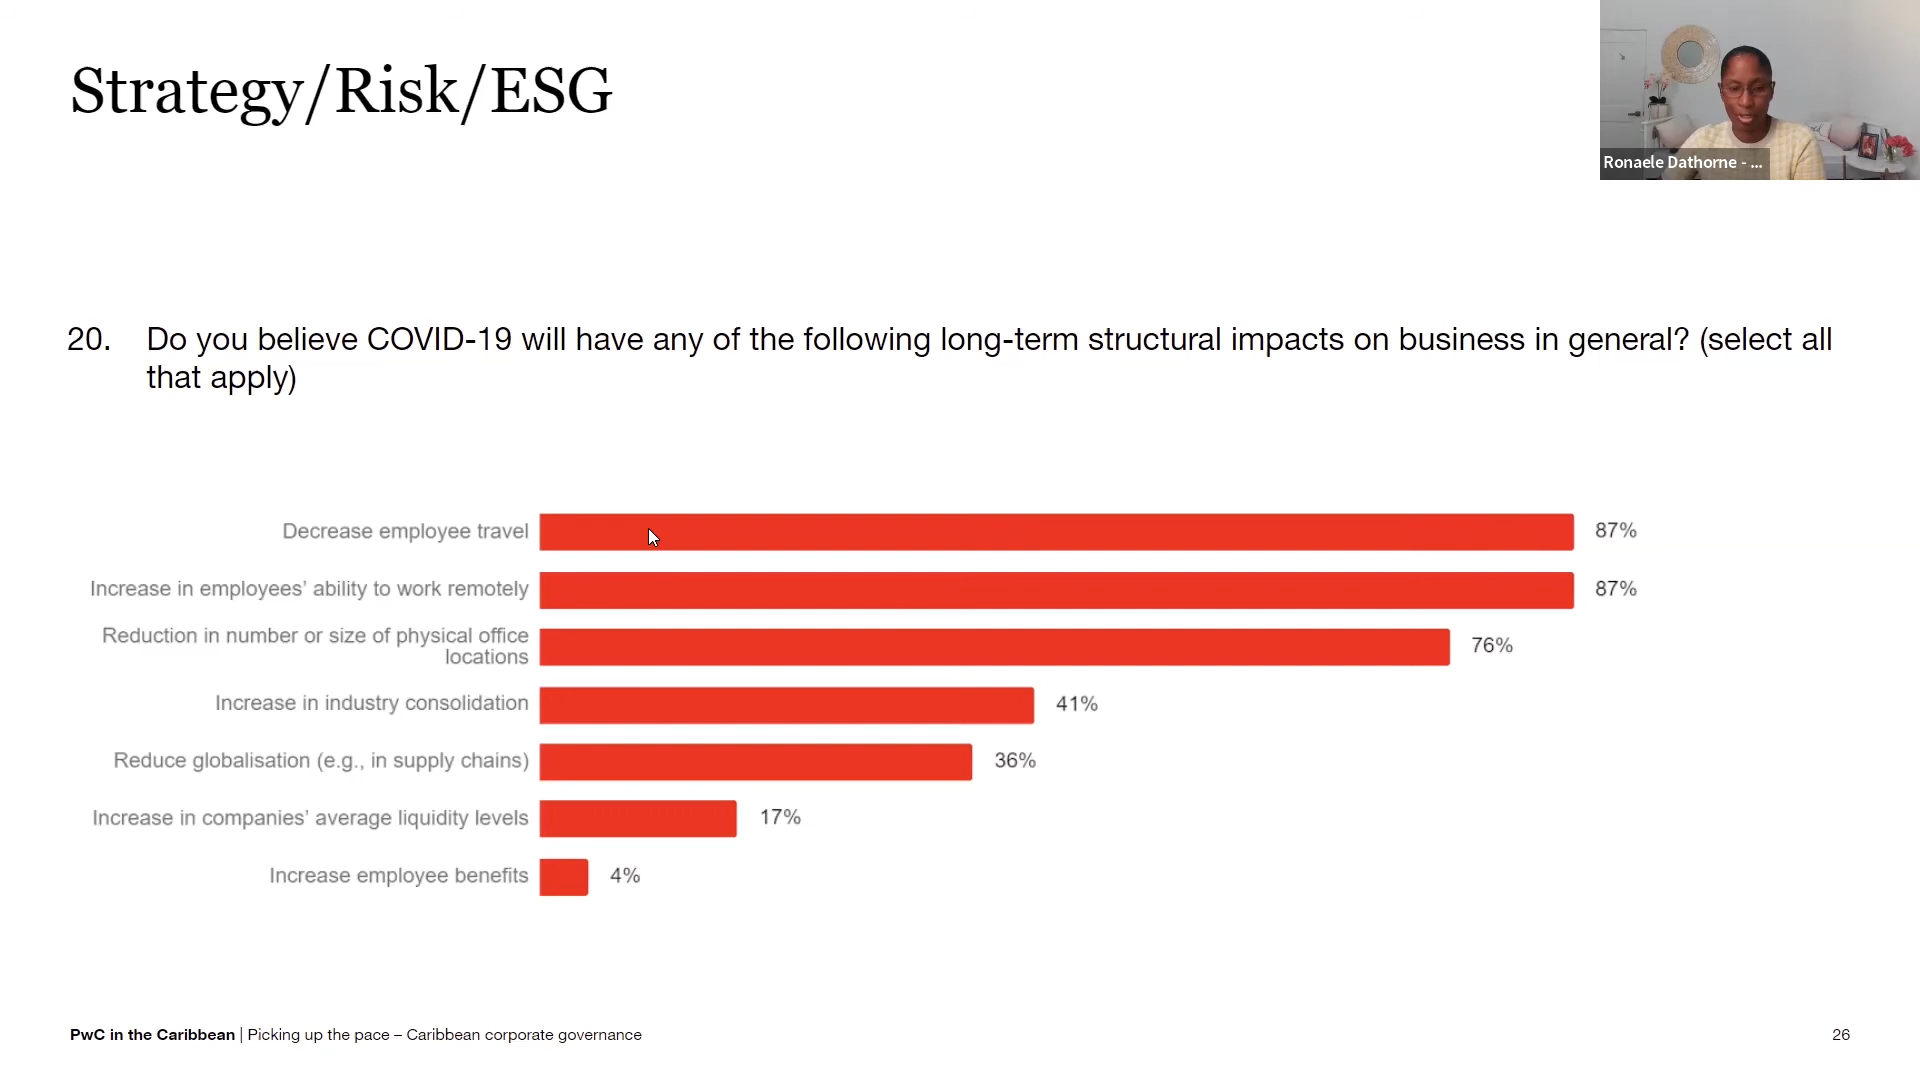 Strategy/Risk/ESG
Ronaele Dathorne - ...
20. Do you believe COVID-19 will have any of the following long-term structural impacts on business in general? (select all
that apply)
Decrease employee travel 87%
Increase in employees’ ability to work remotely 87%
Reduction in number or size of physical office
locations 76%
Increase in industry consolidation 41%
Reduce globalisation (e.g., in supply chains) 36%
Increase in companies’ average liquidity levels 17%
Increase employee benefits 4%
PwC in the Caribbean | Picking up the pace – Caribbean corporate governance 26